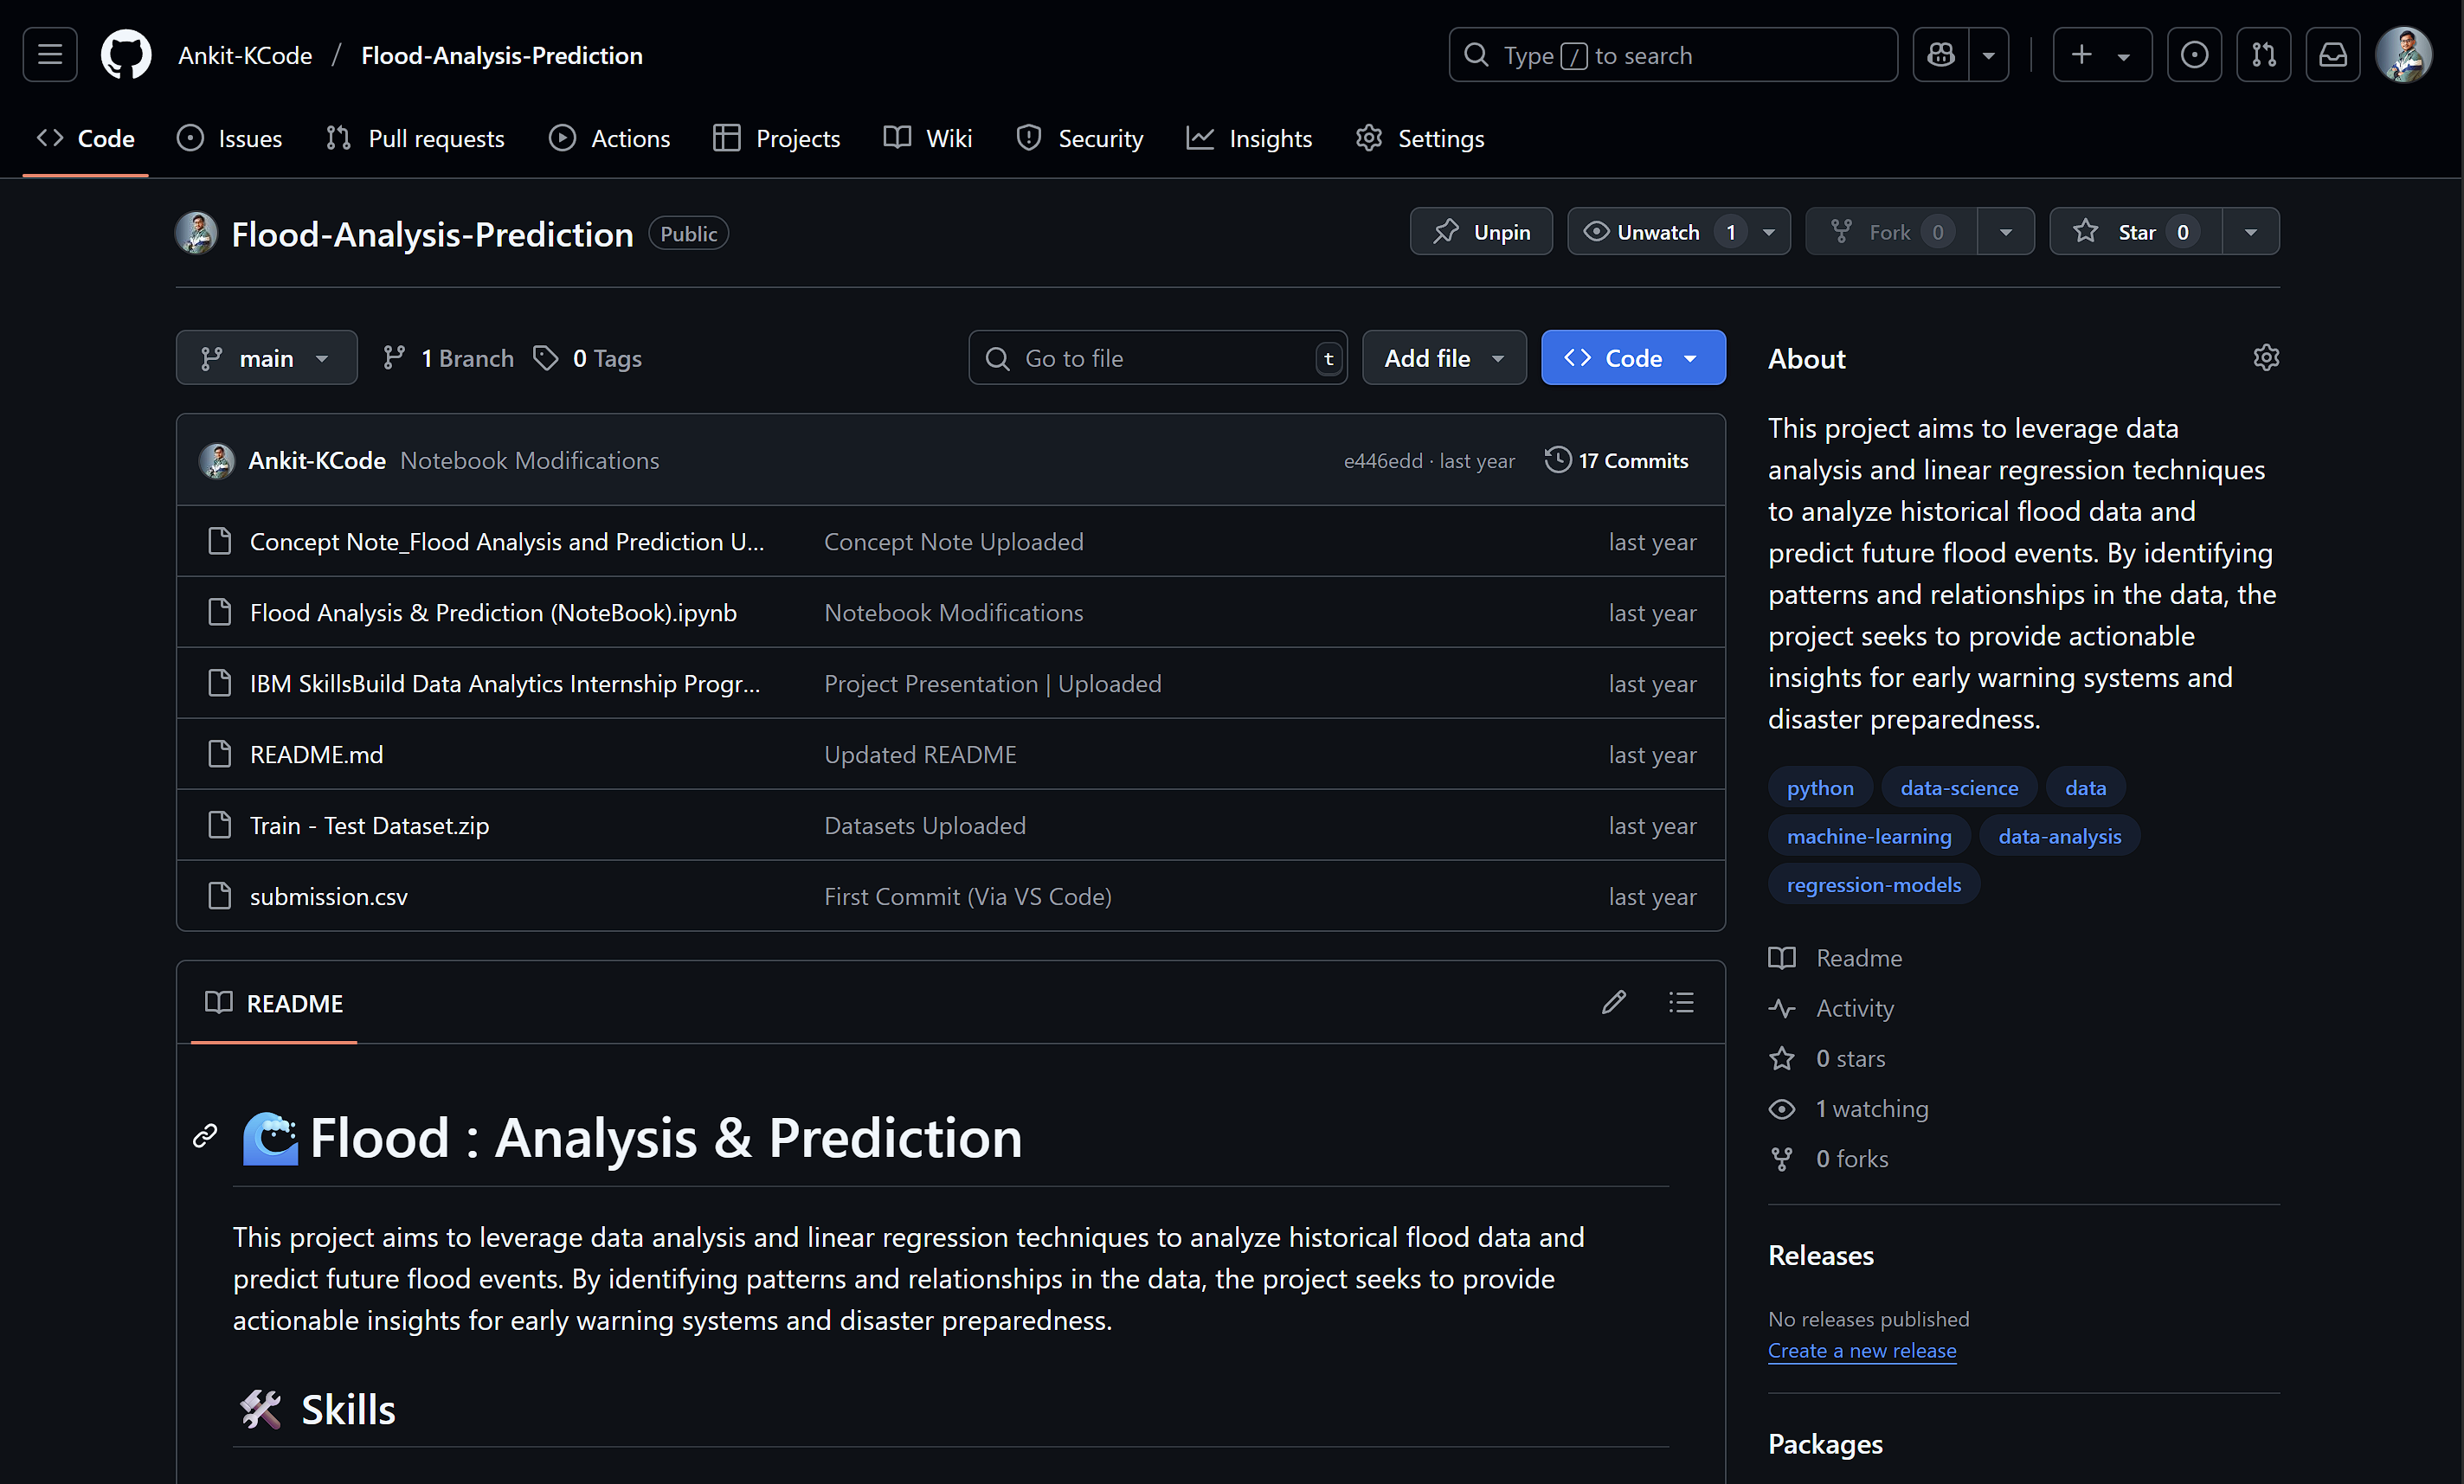 Ankit-KCode / Flood-Analysis-Prediction
Type / to search
Code Issues Pull requests Actions Projects Wiki Security Insights Settings
Flood-Analysis-Prediction Public
Unpin Unwatch 1 Fork 0 Star 0
main 1 Branch 0 Tags
Go to file t Add file Code
Ankit-KCode Notebook Modifications e446edd · last year 17 Commits
Concept Note_Flood Analysis and Prediction U... Concept Note Uploaded last year
Flood Analysis & Prediction (NoteBook).ipynb Notebook Modifications last year
IBM SkillsBuild Data Analytics Internship Progr... Project Presentation | Uploaded last year
README.md Updated README last year
Train - Test Dataset.zip Datasets Uploaded last year
submission.csv First Commit (Via VS Code) last year
README
Flood : Analysis & Prediction
This project aims to leverage data analysis and linear regression techniques to analyze historical flood data and
predict future flood events. By identifying patterns and relationships in the data, the project seeks to provide
actionable insights for early warning systems and disaster preparedness.
Skills
About
This project aims to leverage data
analysis and linear regression techniques
to analyze historical flood data and
predict future flood events. By identifying
patterns and relationships in the data, the
project seeks to provide actionable
insights for early warning systems and
disaster preparedness.
python data-science data
machine-learning data-analysis
regression-models
Readme
Activity
0 stars
1 watching
0 forks
Releases
No releases published
Create a new release
Packages